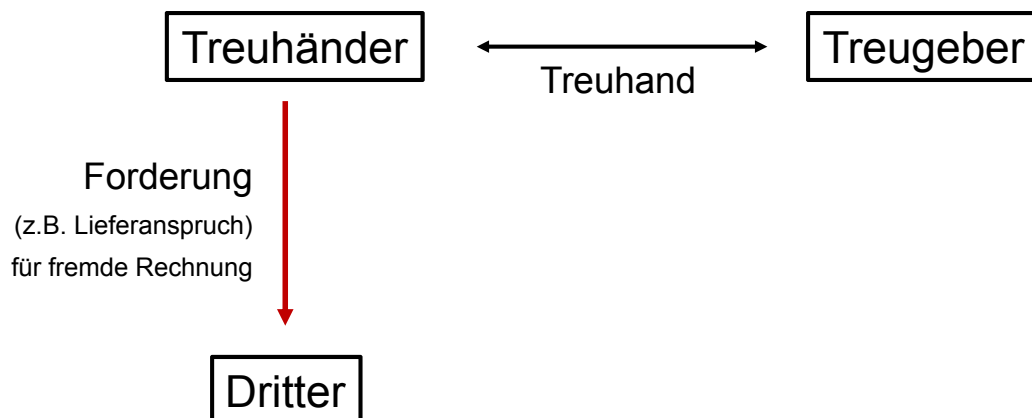 Treuhänder
Treugeber
Treuhand
Forderung
(z.B. Lieferanspruch)
für fremde Rechnung
Dritter